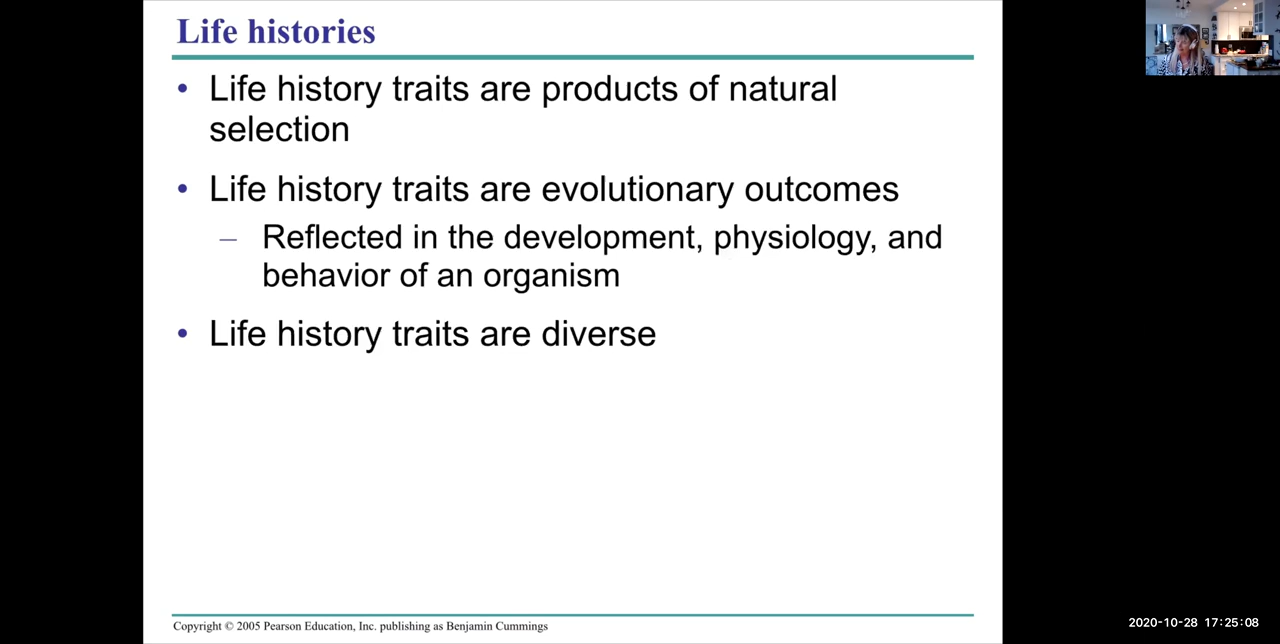 Life histories
• Life history traits are products of natural
selection
• Life history traits are evolutionary outcomes
– Reflected in the development, physiology, and
behavior of an organism
• Life history traits are diverse
Copyright © 2005 Pearson Education, Inc. publishing as Benjamin Cummings
2020-10-28 17:25:08